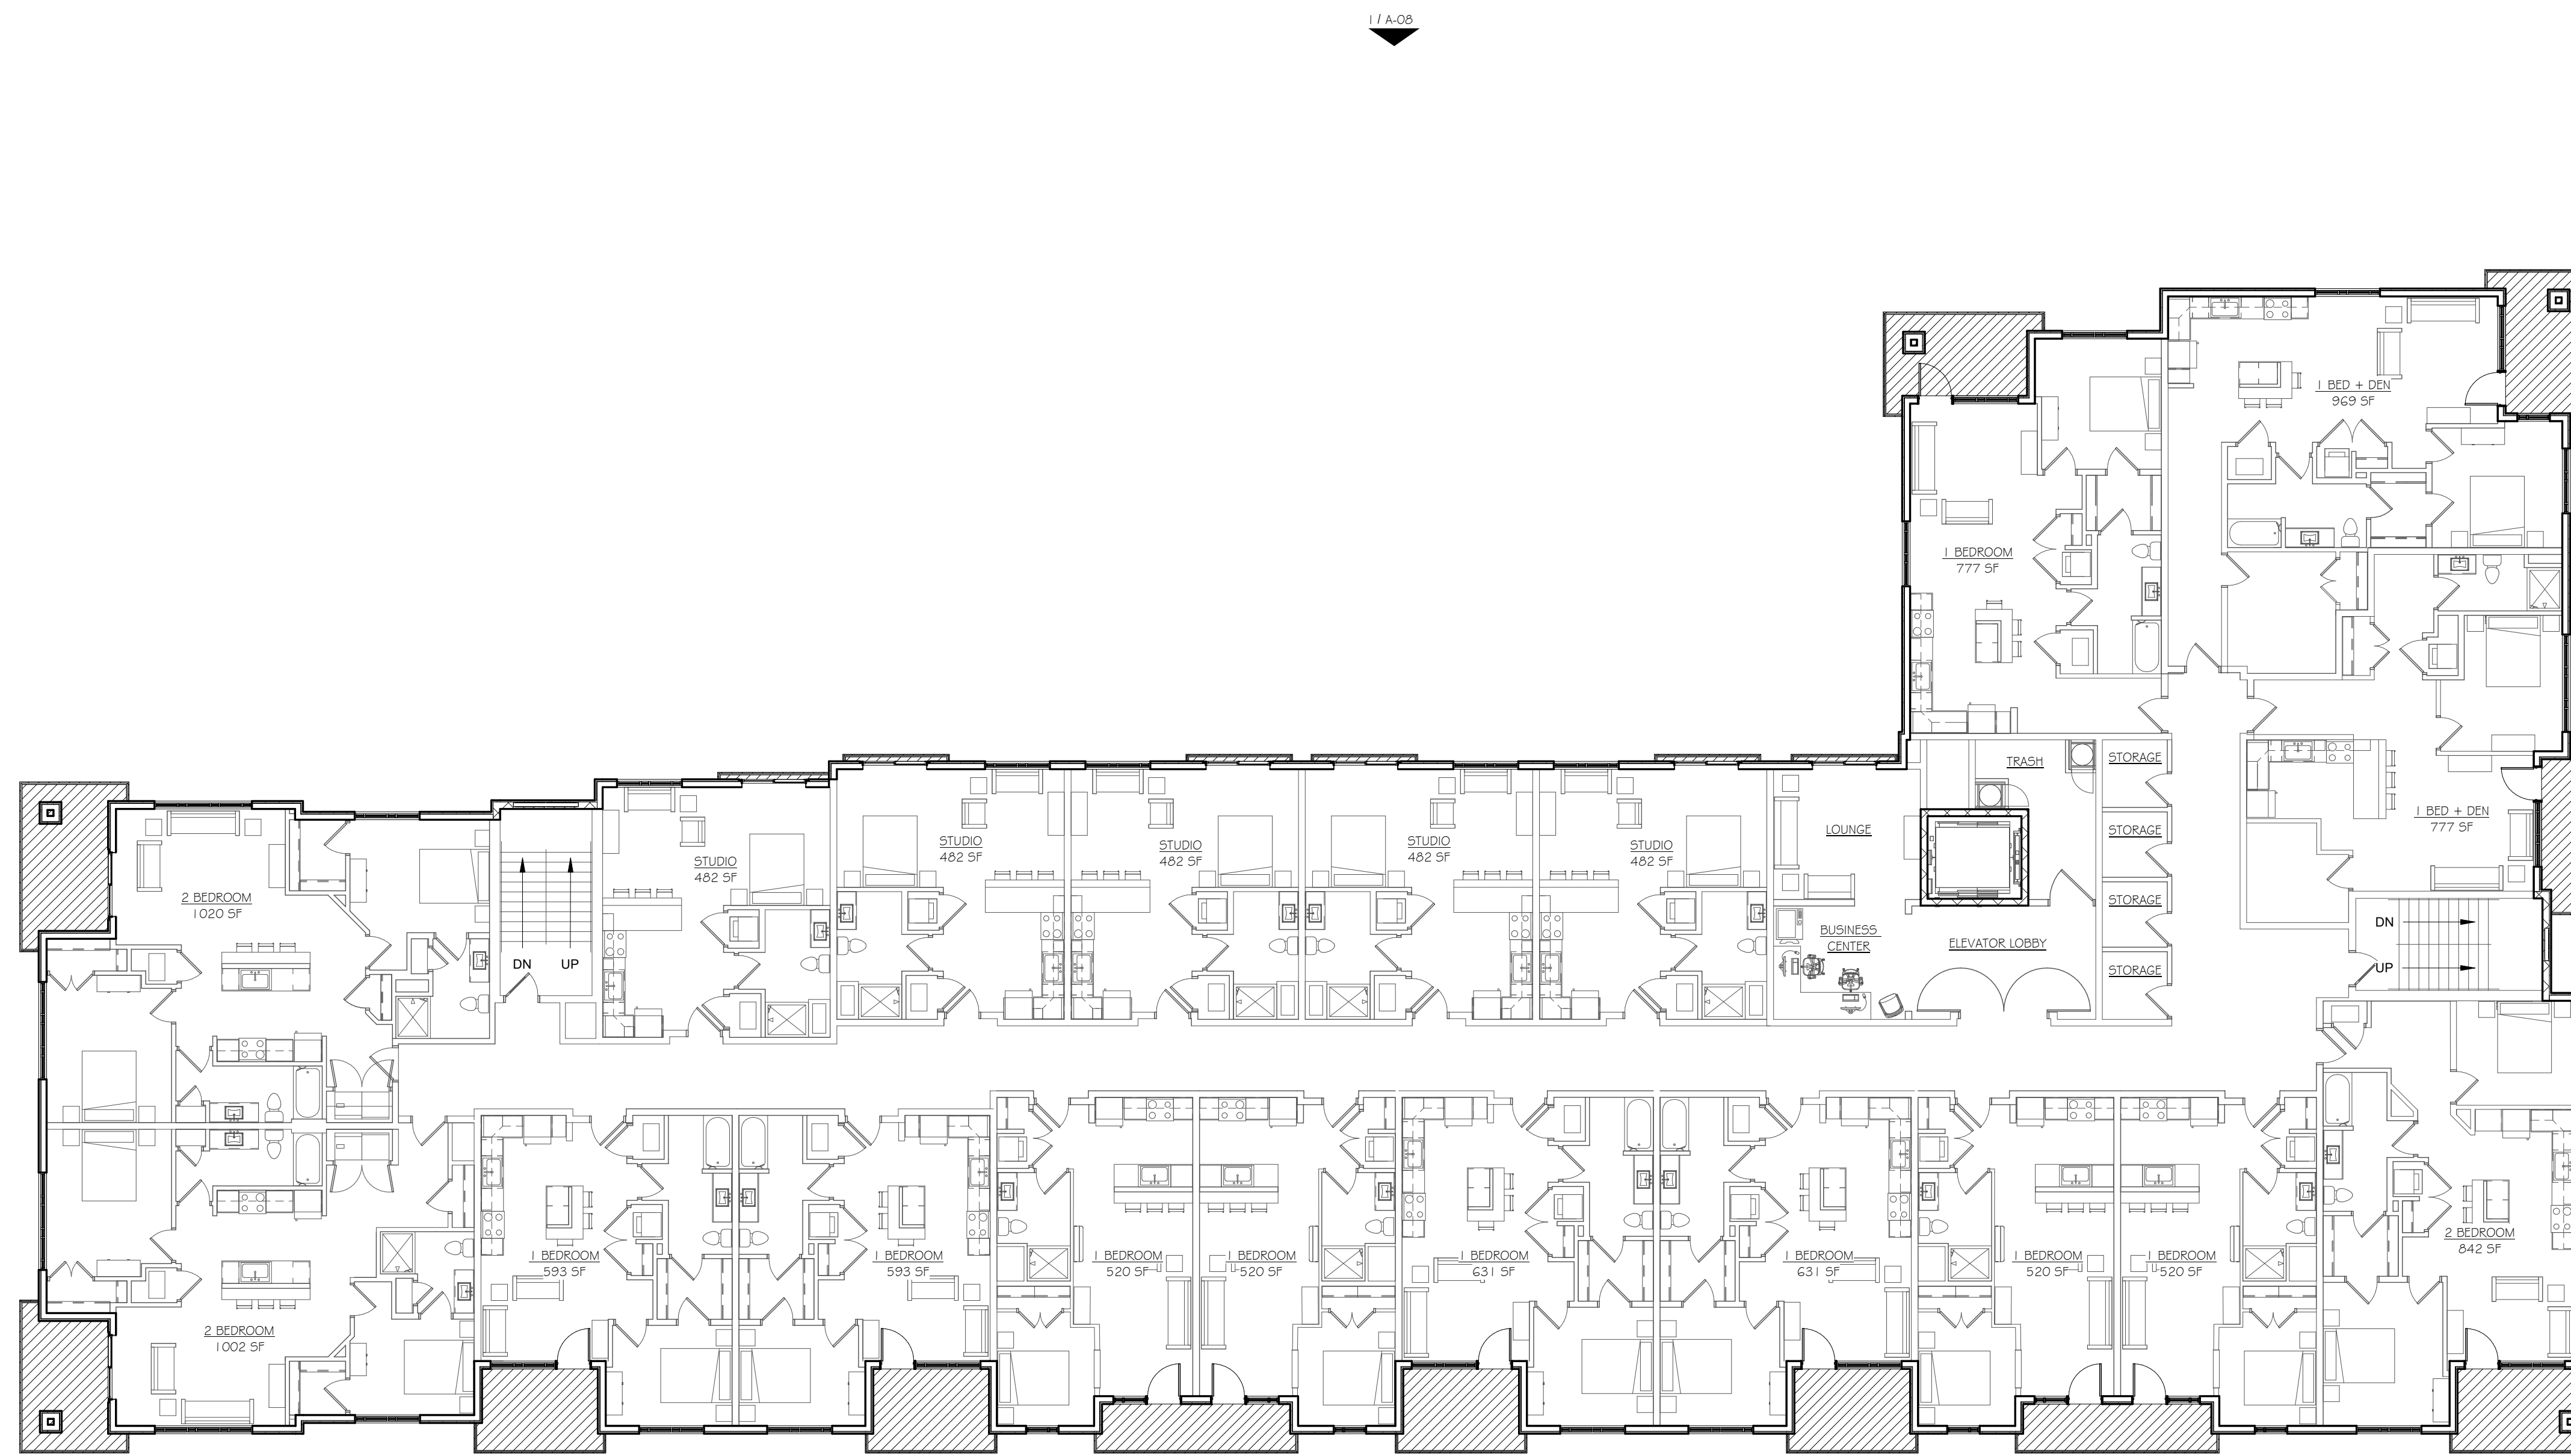 1 / A-08
1 BED + DEN
969 SF
1 BEDROOM
777 SF
TRASH
STORAGE
1 BED + DEN
777 SF
LOUNGE
STORAGE
STUDIO
482 SF
STUDIO
482 SF
STUDIO
482 SF
STUDIO
482 SF
STUDIO
482 SF
2 BEDROOM
1020 SF
STORAGE
BUSINESS
CENTER
ELEVATOR LOBBY
DN
UP
STORAGE
DN
UP
1 BEDROOM
593 SF
1 BEDROOM
593 SF
1 BEDROOM
520 SF
1 BEDROOM
520 SF
1 BEDROOM
631 SF
1 BEDROOM
631 SF
1 BEDROOM
520 SF
1 BEDROOM
520 SF
2 BEDROOM
842 SF
2 BEDROOM
1002 SF